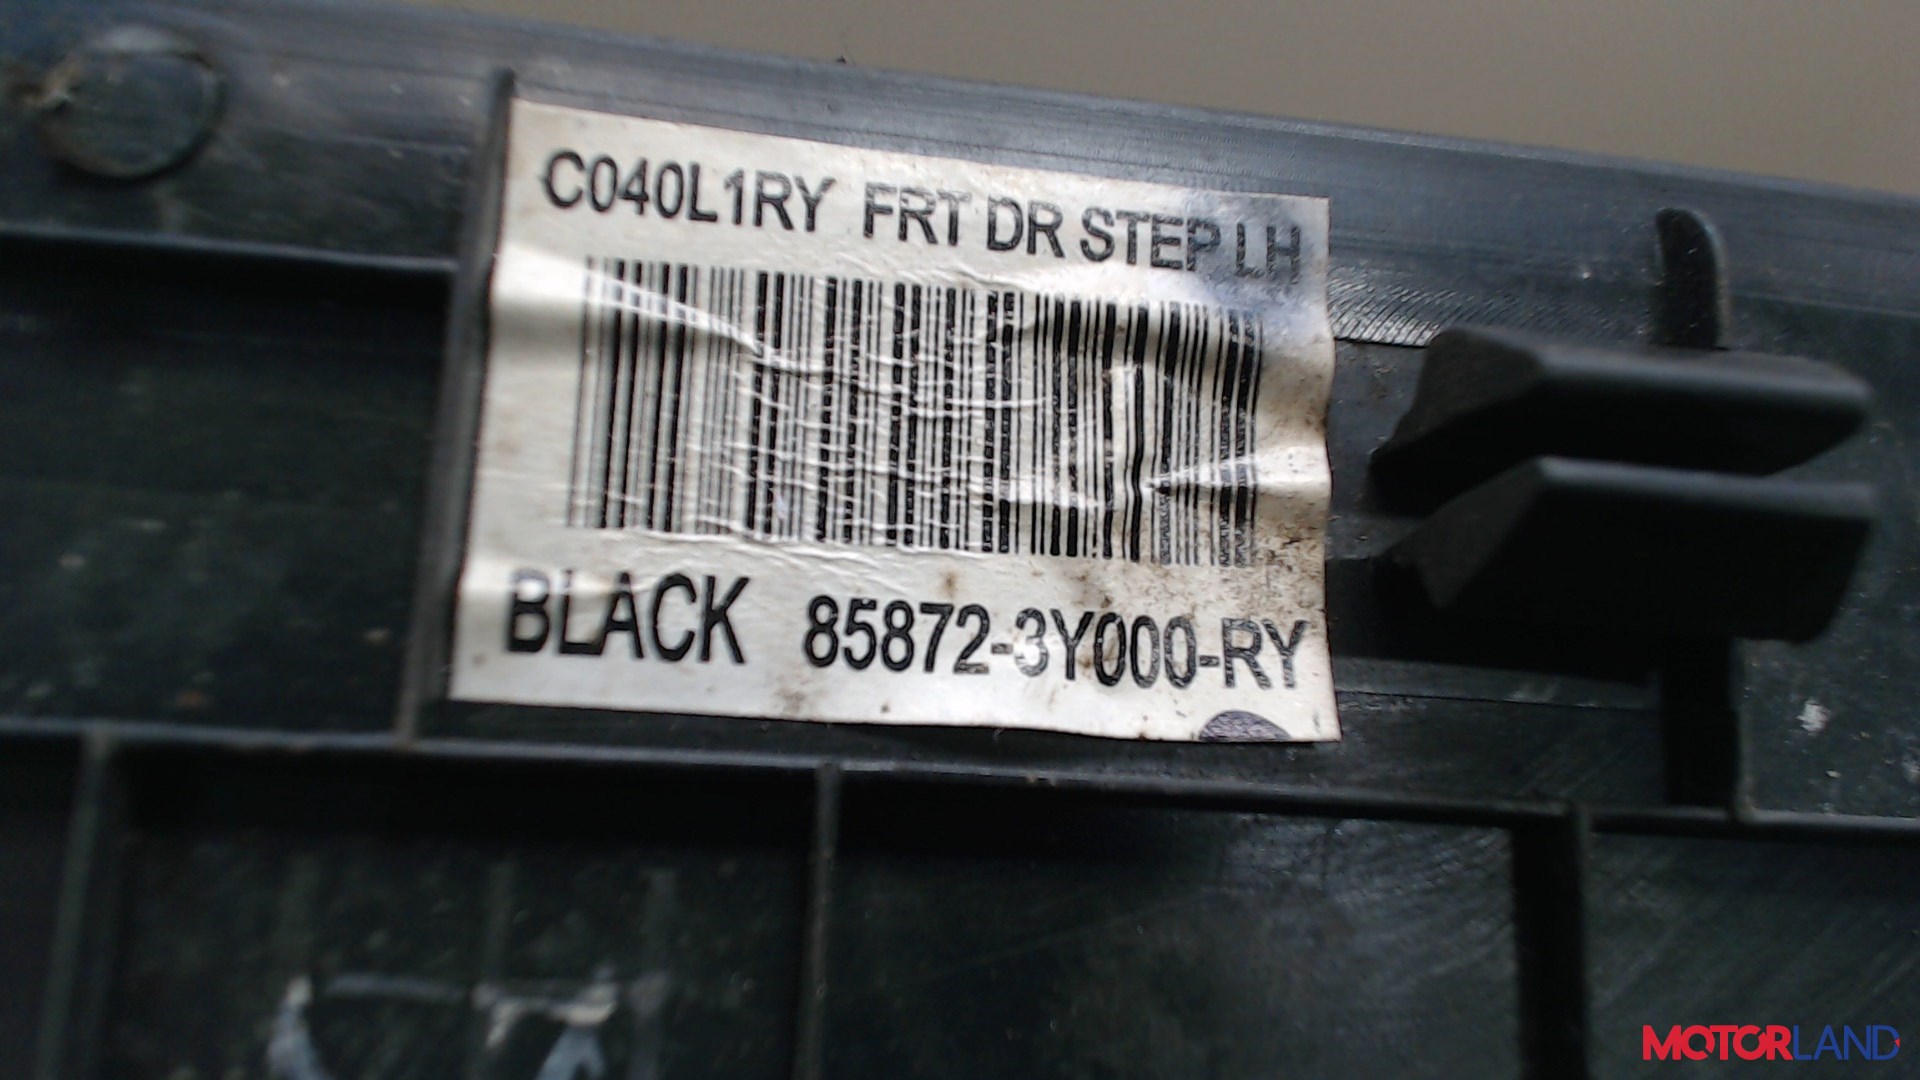 C040L1RY FRT DR STEP LH
BLACK 85872-3Y000-RY
MOTORLAND